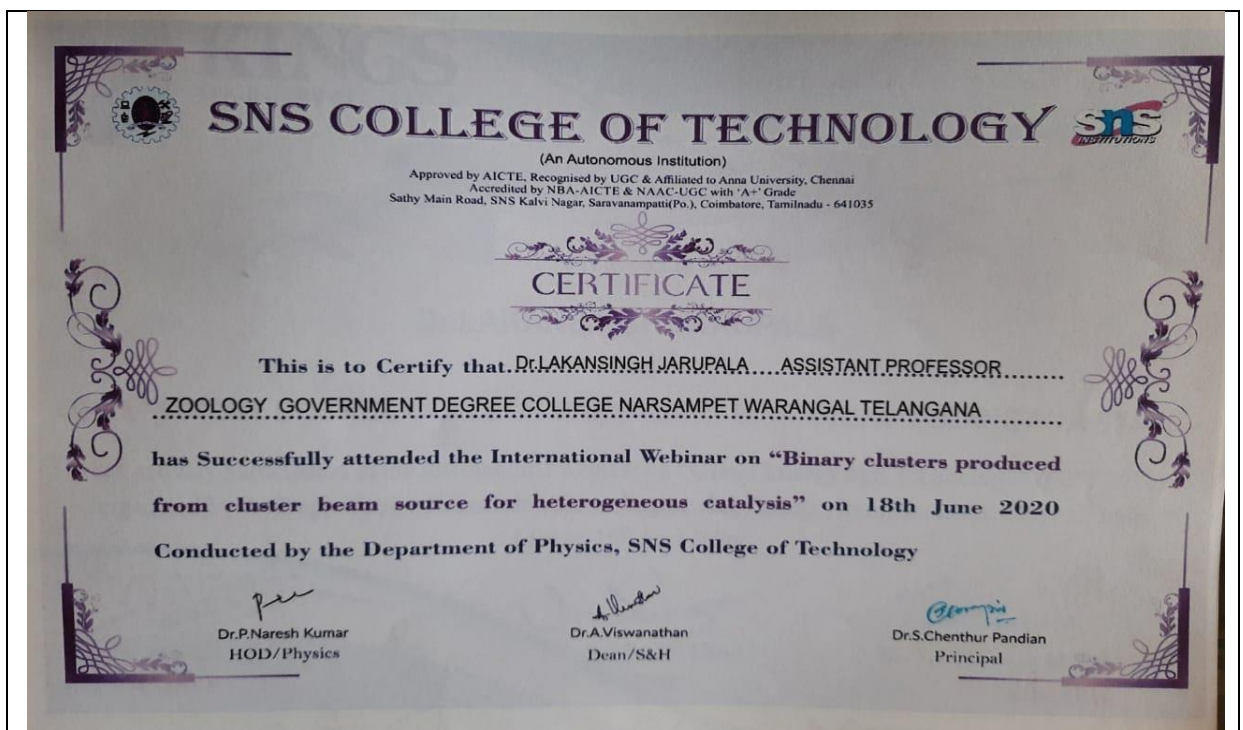 KINGS
SNS COLLEGE OF TECHNOLOGY
SNS INSTITUTIONS
(An Autonomous Institution)
Approved by AICTE, Recognised by UGC & Affiliated to Anna University, Chennai
Accredited by NBA-AICTE & NAAC-UGC with 'A+' Grade
Sathy Main Road, SNS Kalvi Nagar, Saravanampatti(Po.), Coimbatore, Tamilnadu - 641035
CERTIFICATE
This is to Certify that.Dr.LAKANSINGH JARUPALA....ASSISTANT.PROFESSOR.......
ZOOLOGY GOVERNMENT DEGREE COLLEGE NARSAMPET WARANGAL TELANGANA
has Successfully attended the International Webinar on “Binary clusters produced
from cluster beam source for heterogeneous catalysis” on 18th June 2020
Conducted by the Department of Physics, SNS College of Technology
Dr.P.Naresh Kumar
HOD/Physics
Dr.A.Viswanathan
Dean/S&H
Dr.S.Chenthur Pandian
Principal